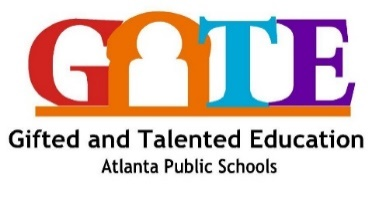 GATE
Gifted and Talented Education
Atlanta Public Schools